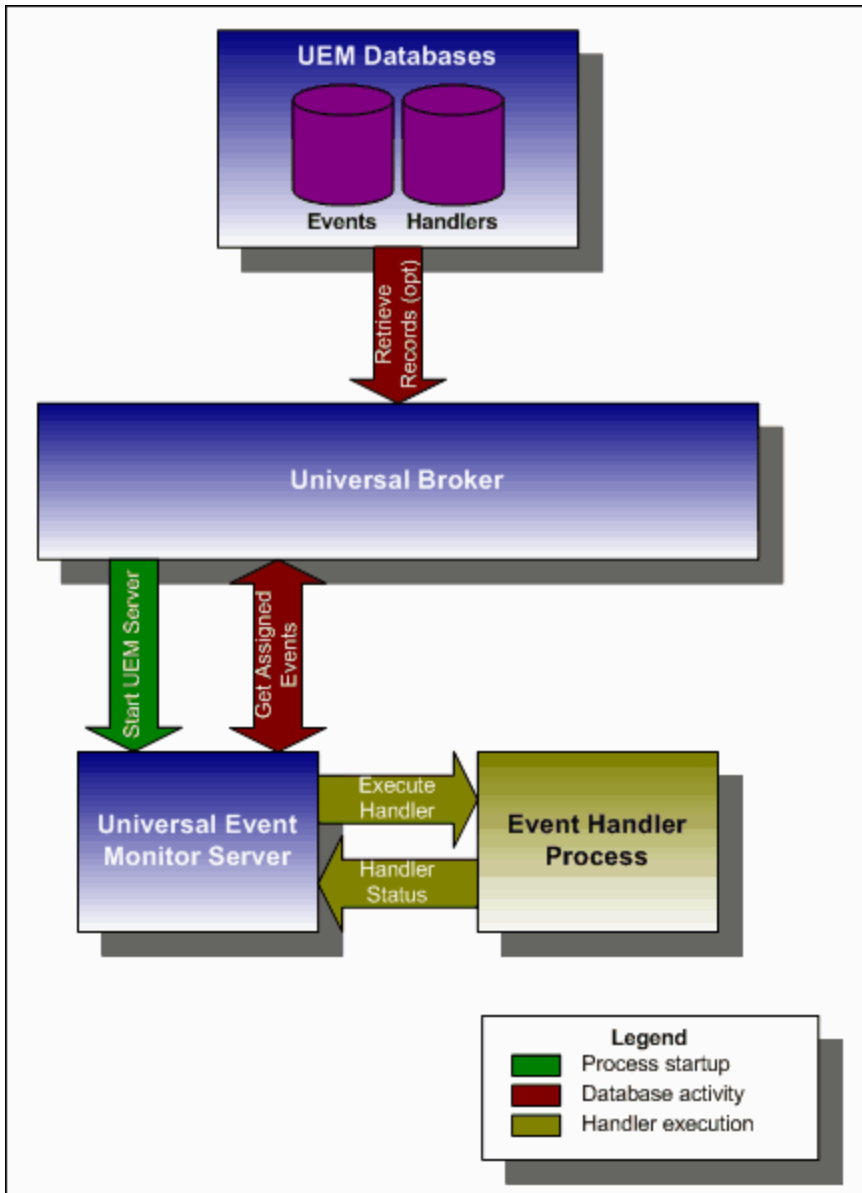 UEM Databases
Events
Handlers
Retrieve
Records (opt)
Universal Broker
Start UEM Server
Get Assigned
Events
Universal Event
Monitor Server
Execute
Handler
Handler
Status
Event Handler
Process
Legend
Process startup
Database activity
Handler execution